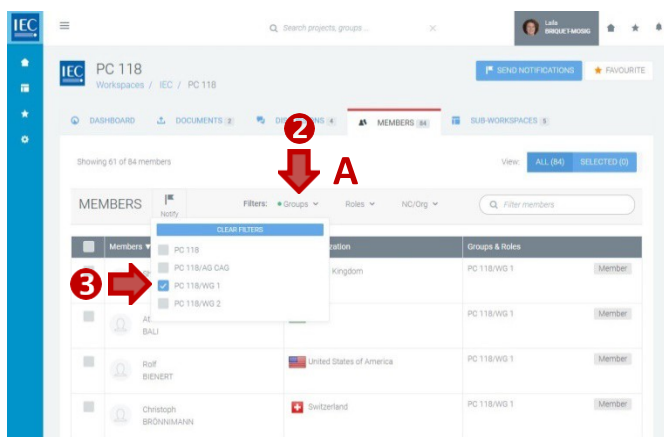 IEC
Search projects, groups ...
Laila
BRIQUET-MOSIG
IEC
PC 118
Workspaces / IEC / PC 118
SEND NOTIFICATIONS
FAVOURITE
DASHBOARD
DOCUMENTS 2
4
MEMBERS 84
SUB-WORKSPACES 5
2
A
Showing 61 of 84 members
View: ALL (84) SELECTED (0)
MEMBERS
Notify
Filters: Groups Roles NC/Org
Filter members
CLEAR FILTERS
PC 118
PC 118/AG CAG
PC 118/WG 1
PC 118/WG 2
3
Members
Groups & Roles
Kingdom
PC 118/WG 1 Member
BALI
PC 118/WG 1 Member
Rolf
BIENERT
United States of America
PC 118/WG 1 Member
Christoph
BRÖNNIMANN
Switzerland
PC 118/WG 1 Member